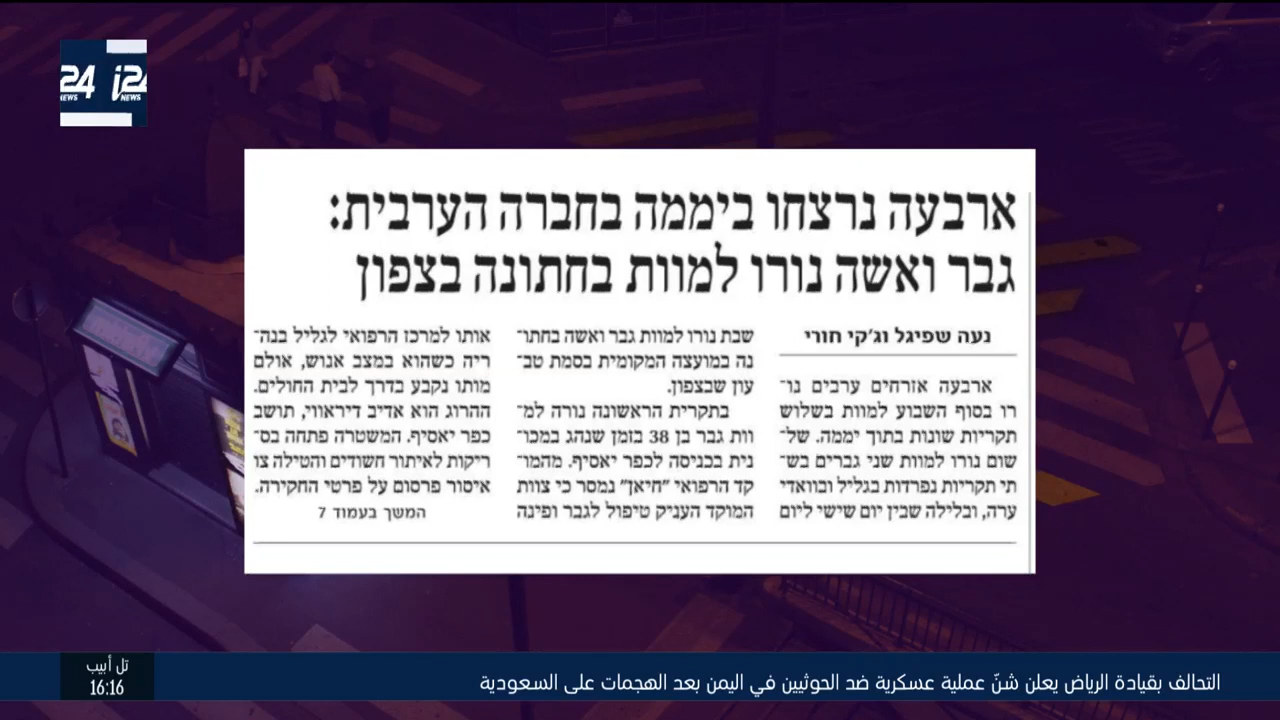 24 i24
NEWS NEWS
ארבעה נרצחו ביממה בחברה הערבית:
גבר ואשה נורו למוות בחתונה בצפון
נעה שפיגל וג׳קי חורי
ארבעה אזרחים ערבים נו־
רו בסוף השבוע למוות בשלוש
תקריות שונות בתוך יממה. של־
שום נורו למוות שני גברים בש־
תי תקריות נפרדות בגליל ובוואדי
ערה, ובלילה שבין יום שישי ליום
שבת נורו למוות גבר ואשה בחתו־
נה במועצה המקומית בסמת טב־
עון שבצפון.
בתקרית הראשונה נורה למ־
וות גבר בן 38 בזמן שנהג במכו־
נית בכניסה לכפר יאסיף. מהמו־
קד הרפואי ״חיאן״ נמסר כי צוות
המוקד העניק טיפול לגבר ופינה
אותו למרכז הרפואי לגליל בנה־
ריה כשהוא במצב אנוש, אולם
מותו נקבע בדרך לבית החולים.
ההרוג הוא אדיב דיראווי, תושב
כפר יאסיף. המשטרה פתחה בס־
ריקות לאיתור חשודים והטילה צו
איסור פרסום על פרטי החקירה.
המשך בעמוד 7
التحالف بقيادة الرياض يعلن شنّ عملية عسكرية ضد الحوثيين في اليمن بعد الهجمات على السعودية
تل أبيب
16:16